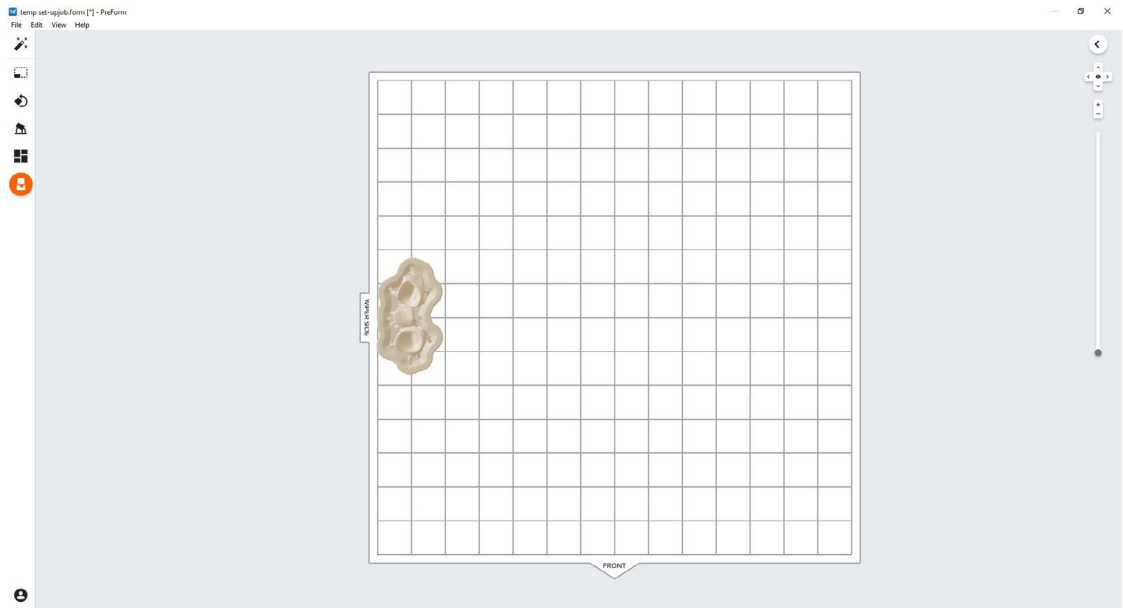 temp set-upjob.form [*] - PreForm
File Edit View Help
WIPER SIDE
FRONT